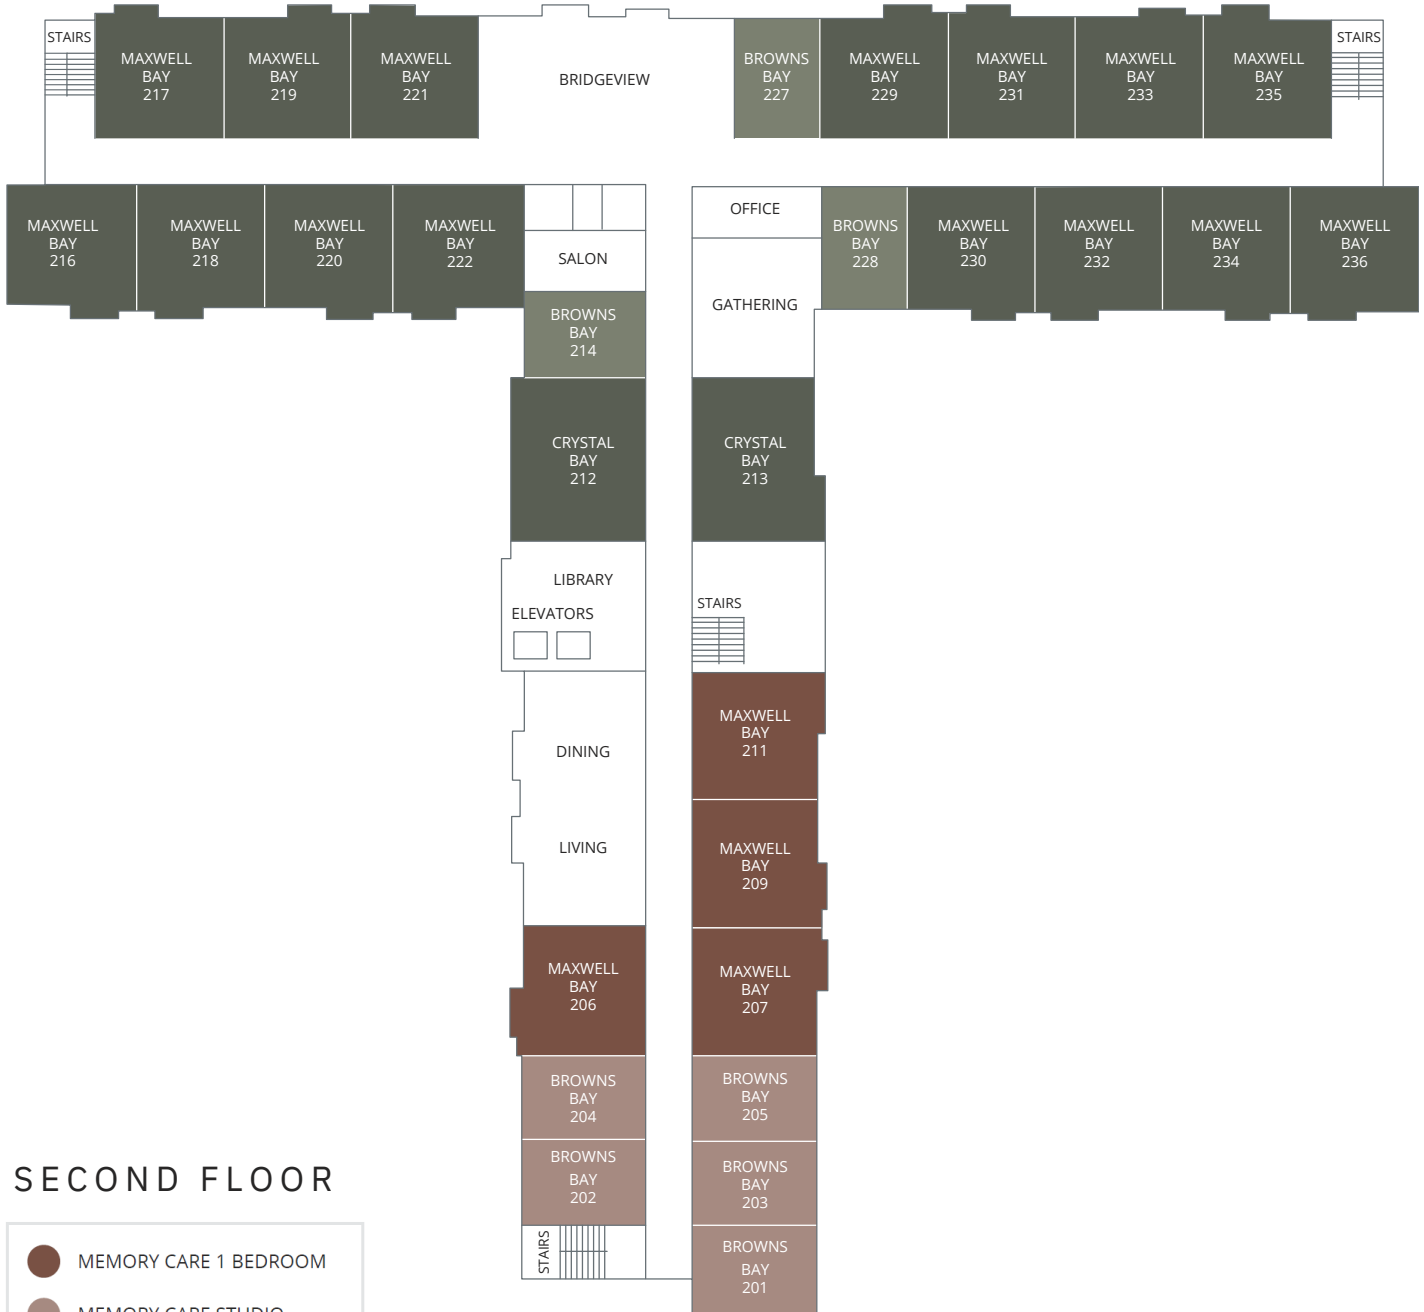 STAIRS
MAXWELL
BAY
217
MAXWELL
BAY
219
MAXWELL
BAY
221
BRIDGEVIEW
BROWNS
BAY
227
MAXWELL
BAY
229
MAXWELL
BAY
231
MAXWELL
BAY
233
MAXWELL
BAY
235
STAIRS
MAXWELL
BAY
216
MAXWELL
BAY
218
MAXWELL
BAY
220
MAXWELL
BAY
222
SALON
OFFICE
GATHERING
BROWNS
BAY
228
MAXWELL
BAY
230
MAXWELL
BAY
232
MAXWELL
BAY
234
MAXWELL
BAY
236
BROWNS
BAY
214
CRYSTAL
BAY
212
CRYSTAL
BAY
213
LIBRARY
ELEVATORS
STAIRS
DINING
LIVING
MAXWELL
BAY
211
MAXWELL
BAY
209
MAXWELL
BAY
206
MAXWELL
BAY
207
BROWNS
BAY
204
BROWNS
BAY
205
BROWNS
BAY
202
BROWNS
BAY
203
STAIRS
BROWNS
BAY
201
SECOND FLOOR
MEMORY CARE 1 BEDROOM
MEMORY CARE STUDIO